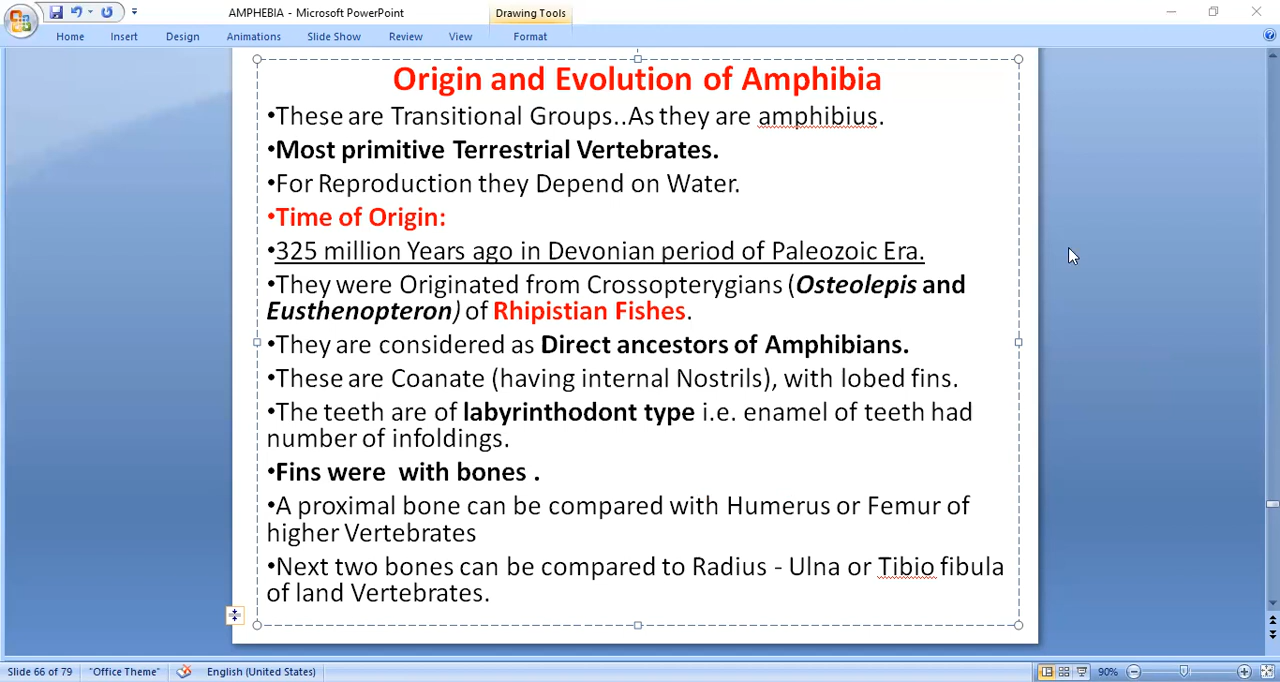 AMPHEBIA - Microsoft PowerPoint
Drawing Tools
Home Insert Design Animations Slide Show Review View Format
Origin and Evolution of Amphibia
•These are Transitional Groups..As they are amphibius.
•Most primitive Terrestrial Vertebrates.
•For Reproduction they Depend on Water.
•Time of Origin:
•325 million Years ago in Devonian period of Paleozoic Era.
•They were Originated from Crossopterygians (Osteolepis and
Eusthenopteron) of Rhipistian Fishes.
•They are considered as Direct ancestors of Amphibians.
•These are Coanate (having internal Nostrils), with lobed fins.
•The teeth are of labyrinthodont type i.e. enamel of teeth had
number of infoldings.
•Fins were with bones .
•A proximal bone can be compared with Humerus or Femur of
higher Vertebrates
•Next two bones can be compared to Radius - Ulna or Tibio fibula
of land Vertebrates.
Slide 66 of 79 "Office Theme" English (United States) 90%